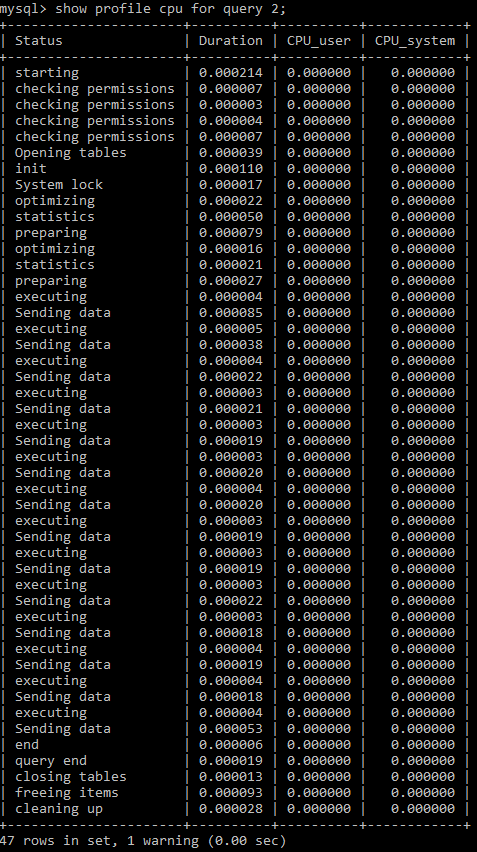 mysql> show profile cpu for query 2;
+----------------------+----------+----------+------------+
| Status               | Duration | CPU_user | CPU_system |
+----------------------+----------+----------+------------+
| starting             | 0.000214 | 0.000000 |   0.000000 |
| checking permissions | 0.000007 | 0.000000 |   0.000000 |
| checking permissions | 0.000003 | 0.000000 |   0.000000 |
| checking permissions | 0.000004 | 0.000000 |   0.000000 |
| checking permissions | 0.000007 | 0.000000 |   0.000000 |
| Opening tables       | 0.000039 | 0.000000 |   0.000000 |
| init                 | 0.000110 | 0.000000 |   0.000000 |
| System lock          | 0.000017 | 0.000000 |   0.000000 |
| optimizing           | 0.000022 | 0.000000 |   0.000000 |
| statistics           | 0.000050 | 0.000000 |   0.000000 |
| preparing            | 0.000079 | 0.000000 |   0.000000 |
| optimizing           | 0.000016 | 0.000000 |   0.000000 |
| statistics           | 0.000021 | 0.000000 |   0.000000 |
| preparing            | 0.000027 | 0.000000 |   0.000000 |
| executing            | 0.000004 | 0.000000 |   0.000000 |
| Sending data         | 0.000085 | 0.000000 |   0.000000 |
| executing            | 0.000005 | 0.000000 |   0.000000 |
| Sending data         | 0.000038 | 0.000000 |   0.000000 |
| executing            | 0.000004 | 0.000000 |   0.000000 |
| Sending data         | 0.000022 | 0.000000 |   0.000000 |
| executing            | 0.000003 | 0.000000 |   0.000000 |
| Sending data         | 0.000021 | 0.000000 |   0.000000 |
| executing            | 0.000003 | 0.000000 |   0.000000 |
| Sending data         | 0.000019 | 0.000000 |   0.000000 |
| executing            | 0.000003 | 0.000000 |   0.000000 |
| Sending data         | 0.000020 | 0.000000 |   0.000000 |
| executing            | 0.000004 | 0.000000 |   0.000000 |
| Sending data         | 0.000020 | 0.000000 |   0.000000 |
| executing            | 0.000003 | 0.000000 |   0.000000 |
| Sending data         | 0.000019 | 0.000000 |   0.000000 |
| executing            | 0.000003 | 0.000000 |   0.000000 |
| Sending data         | 0.000019 | 0.000000 |   0.000000 |
| executing            | 0.000003 | 0.000000 |   0.000000 |
| Sending data         | 0.000022 | 0.000000 |   0.000000 |
| executing            | 0.000003 | 0.000000 |   0.000000 |
| Sending data         | 0.000018 | 0.000000 |   0.000000 |
| executing            | 0.000004 | 0.000000 |   0.000000 |
| Sending data         | 0.000019 | 0.000000 |   0.000000 |
| executing            | 0.000004 | 0.000000 |   0.000000 |
| Sending data         | 0.000018 | 0.000000 |   0.000000 |
| executing            | 0.000004 | 0.000000 |   0.000000 |
| Sending data         | 0.000053 | 0.000000 |   0.000000 |
| end                  | 0.000006 | 0.000000 |   0.000000 |
| query end            | 0.000019 | 0.000000 |   0.000000 |
| closing tables       | 0.000013 | 0.000000 |   0.000000 |
| freeing items        | 0.000093 | 0.000000 |   0.000000 |
| cleaning up          | 0.000028 | 0.000000 |   0.000000 |
+----------------------+----------+----------+------------+
47 rows in set, 1 warning (0.00 sec)